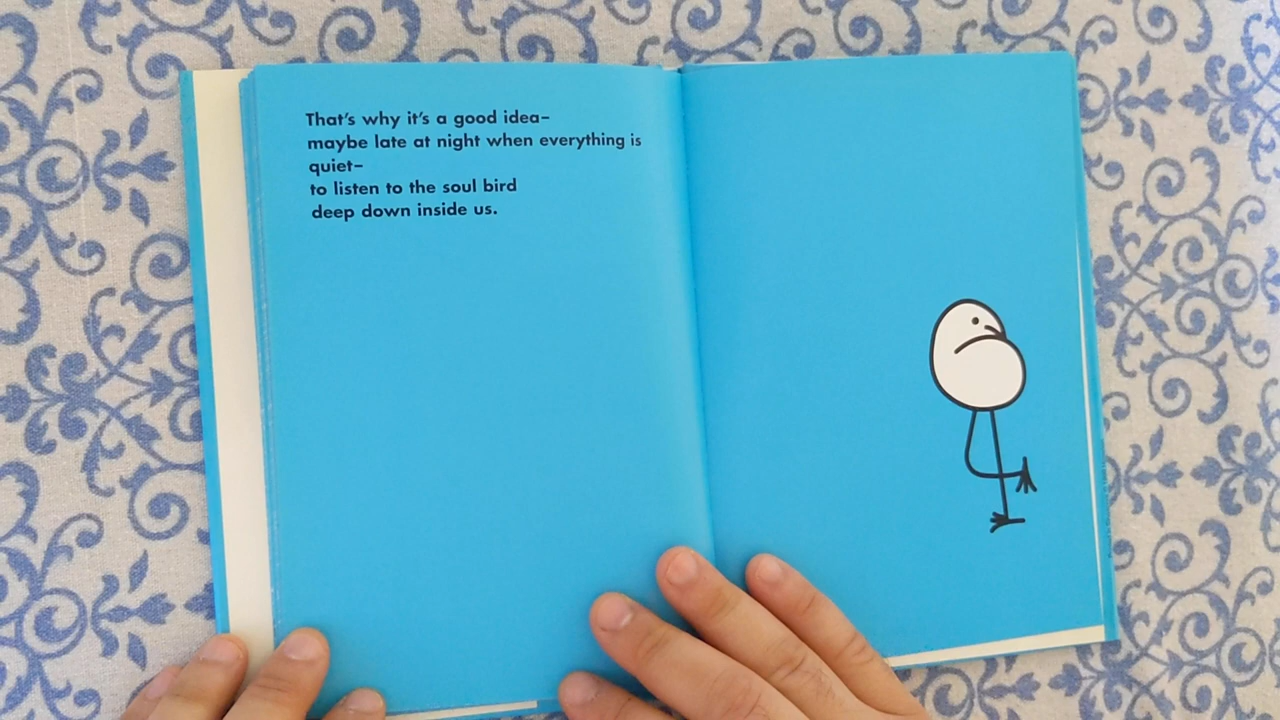 That's why it's a good idea–
maybe late at night when everything is
quiet–
to listen to the soul bird
deep down inside us.